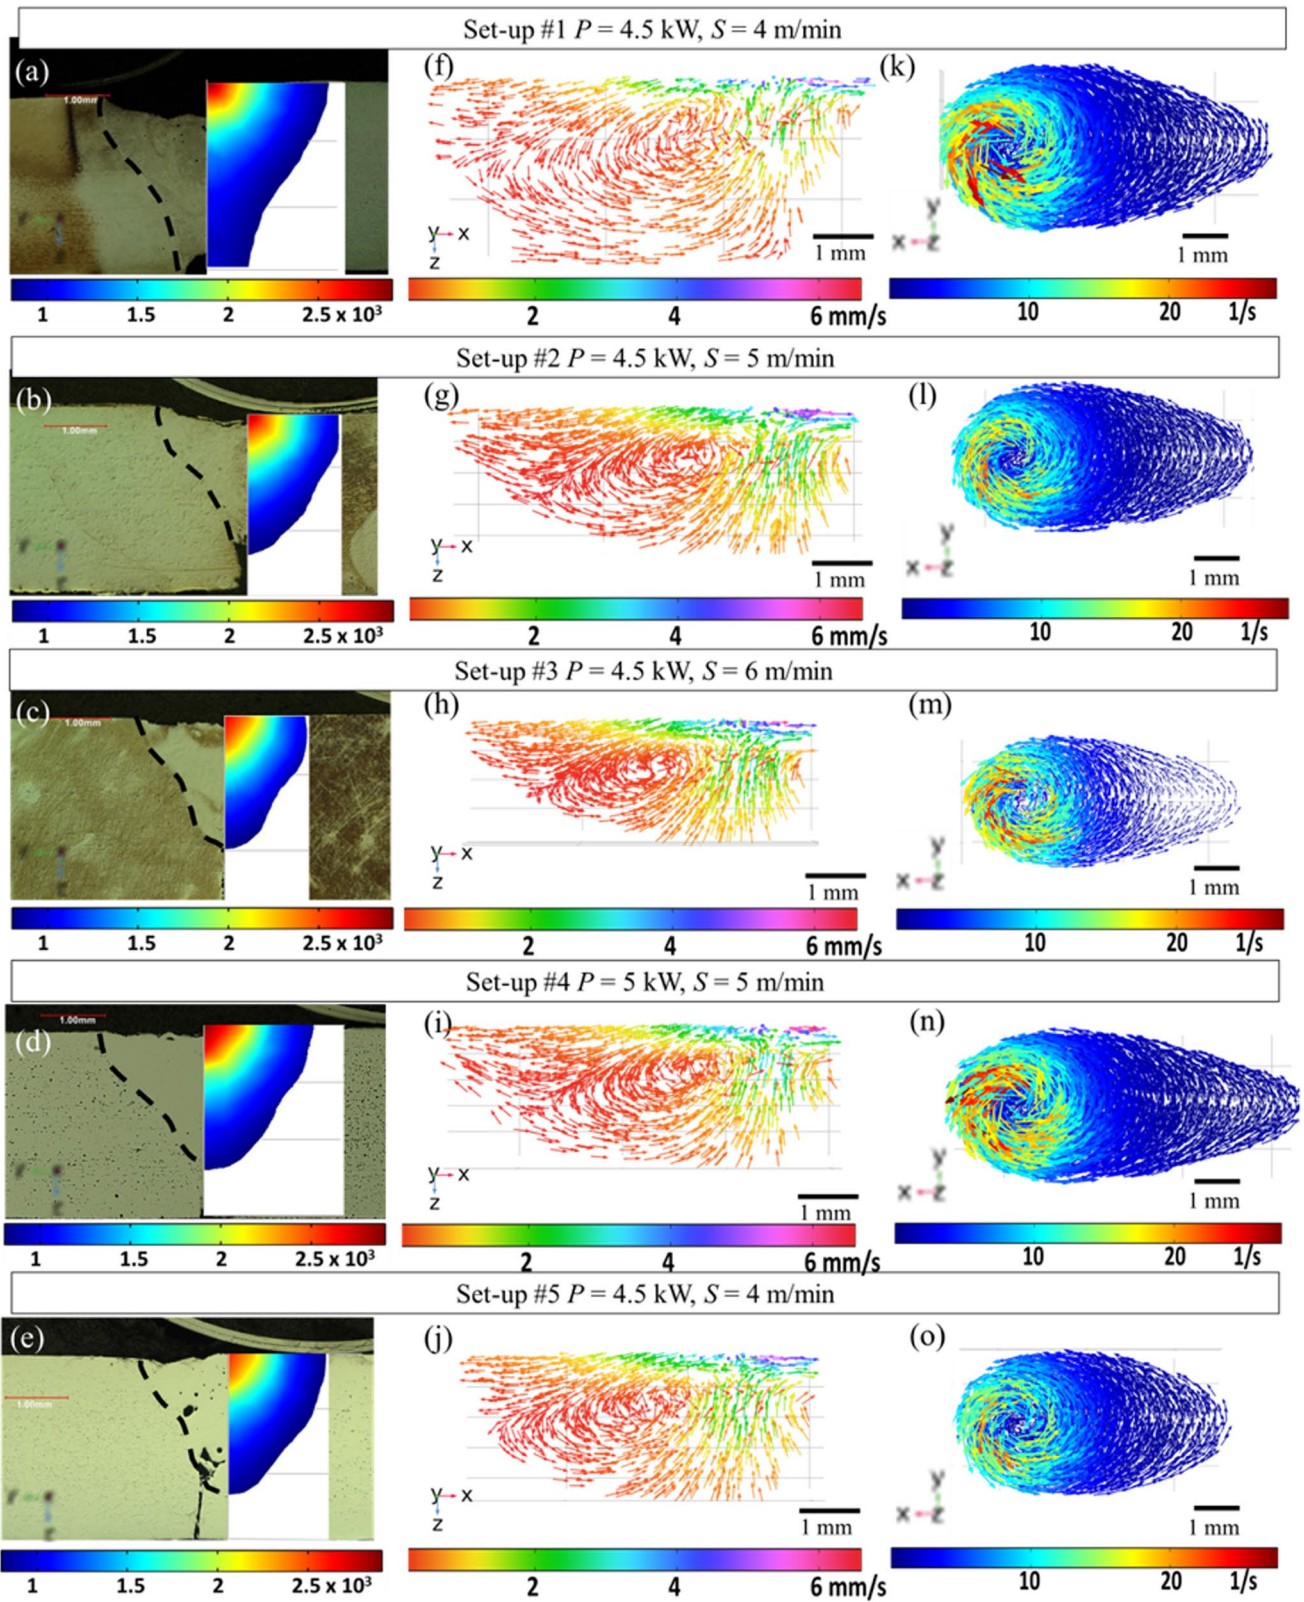 Set-up #1 P = 4.5 kW, S = 4 m/min
(a) (f) (k)
1.00mm
y x
z
1 mm
y
x z
1 mm
1 1.5 2 2.5 x 10³
2 4 6 mm/s
10 20 1/s
Set-up #2 P = 4.5 kW, S = 5 m/min
(b) (g) (l)
1.00mm
y x
z
1 mm
y
x z
1 mm
1 1.5 2 2.5 x 10³
2 4 6 mm/s
10 20 1/s
Set-up #3 P = 4.5 kW, S = 6 m/min
(c) (h) (m)
1.00mm
y x
z
1 mm
y
x z
1 mm
1 1.5 2 2.5 x 10³
2 4 6 mm/s
10 20 1/s
Set-up #4 P = 5 kW, S = 5 m/min
(d) (i) (n)
1.00mm
y x
z
1 mm
y
x z
1 mm
1 1.5 2 2.5 x 10³
2 4 6 mm/s
10 20 1/s
Set-up #5 P = 4.5 kW, S = 4 m/min
(e) (j) (o)
1.00mm
y x
z
1 mm
y
x z
1 mm
1 1.5 2 2.5 x 10³
2 4 6 mm/s
10 20 1/s